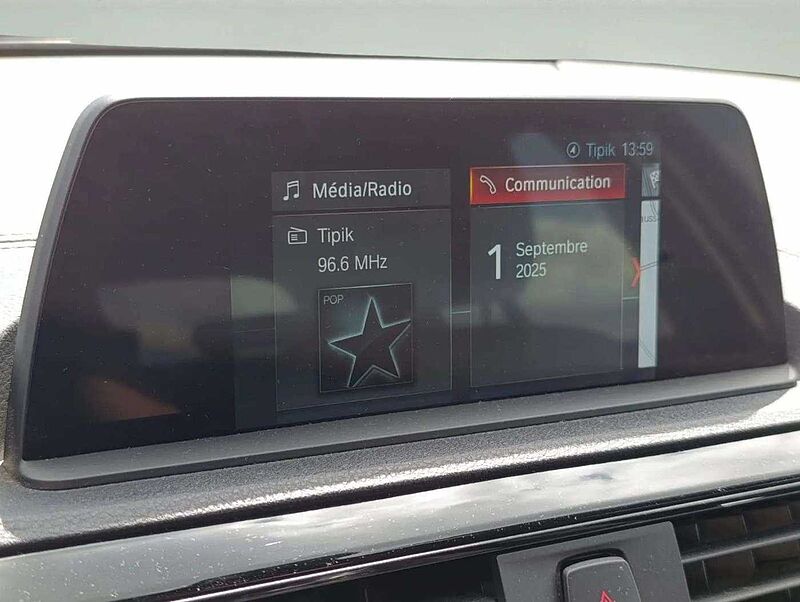 Tipik 13:59
Média/Radio
Communication
Tipik
96.6 MHz
POP
1
Septembre
2025